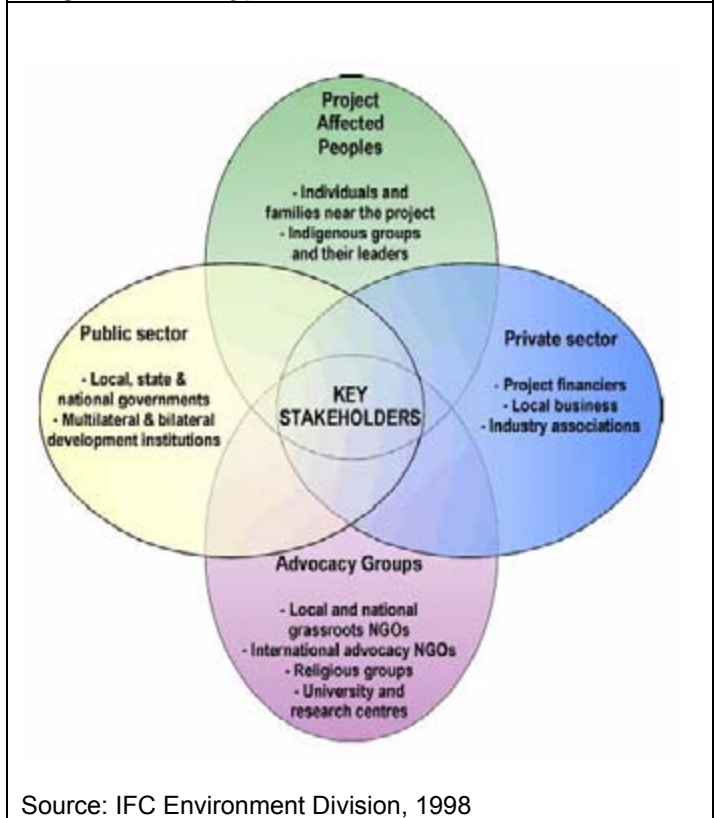 Project
Affected
Peoples
- Individuals and
families near the project
- Indigenous groups
and their leaders
Public sector
- Local, state &
national governments
- Multilateral & bilateral
development institutions
KEY
STAKEHOLDERS
Private sector
- Project financiers
- Local business
- Industry associations
Advocacy Groups
- Local and national
grassroots NGOs
- International advocacy NGOs
- Religious groups
- University and
research centres
Source: IFC Environment Division, 1998